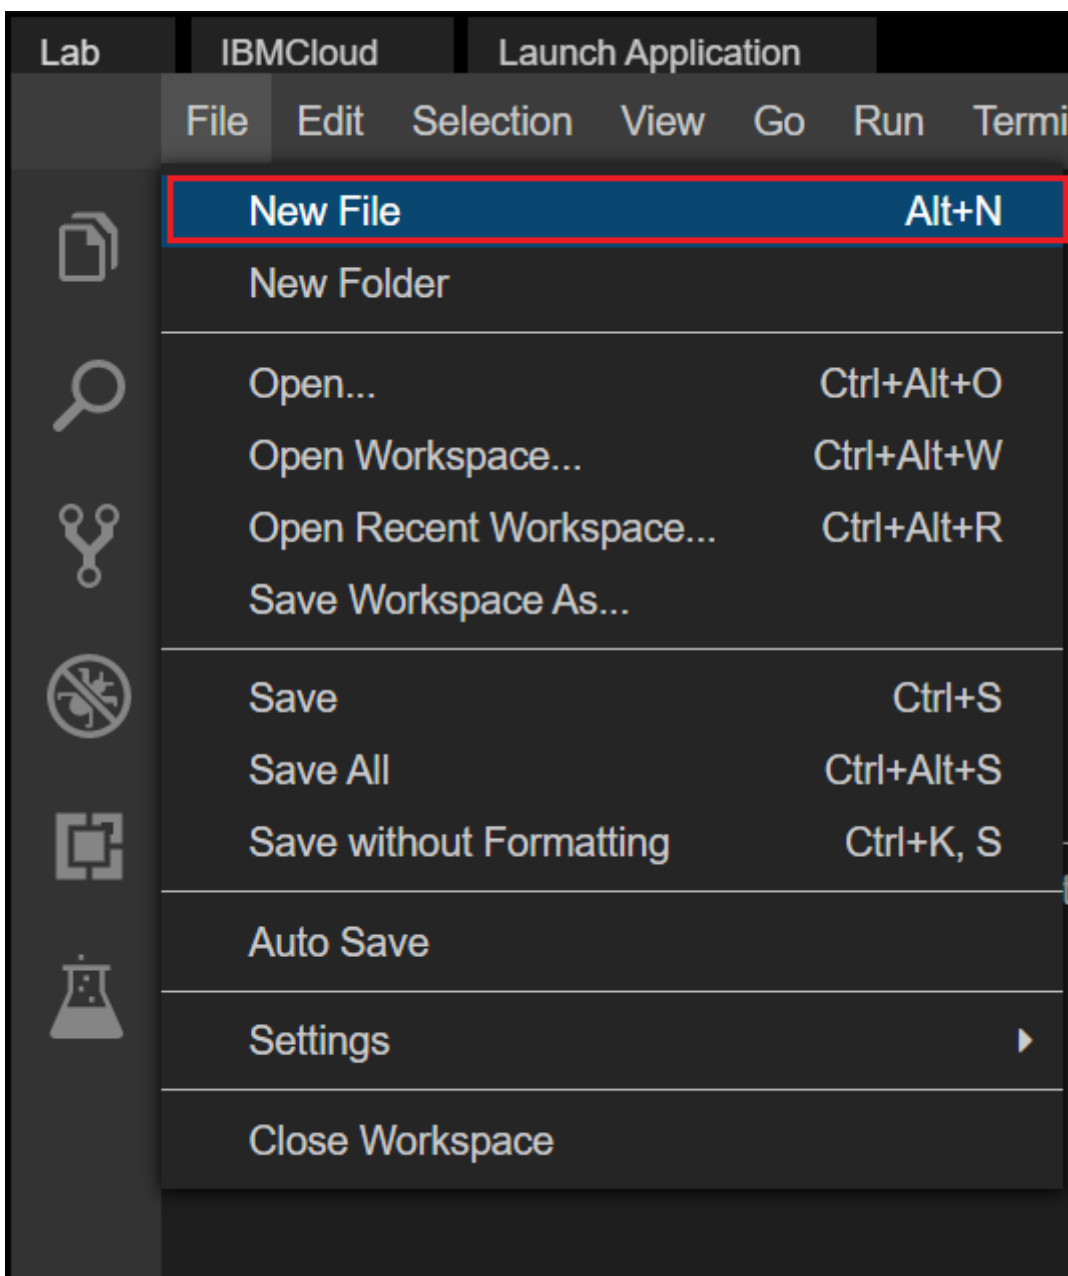 Lab IBMCloud Launch Application
File Edit Selection View Go Run Termi
New File Alt+N
New Folder
Open... Ctrl+Alt+O
Open Workspace... Ctrl+Alt+W
Open Recent Workspace... Ctrl+Alt+R
Save Workspace As...
Save Ctrl+S
Save All Ctrl+Alt+S
Save without Formatting Ctrl+K, S
Auto Save
Settings
Close Workspace